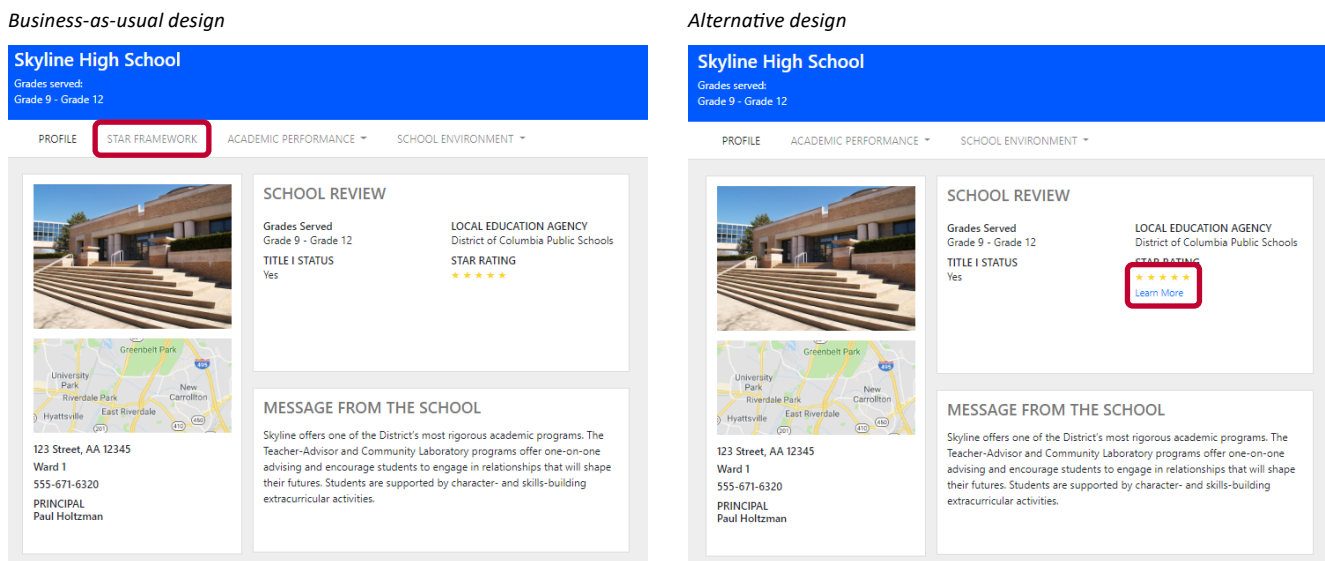 Business-as-usual design
Skyline High School
Grades served:
Grade 9 - Grade 12
PROFILE STAR FRAMEWORK ACADEMIC PERFORMANCE SCHOOL ENVIRONMENT
SCHOOL REVIEW
Grades Served
Grade 9 - Grade 12
LOCAL EDUCATION AGENCY
District of Columbia Public Schools
TITLE I STATUS
Yes
STAR RATING
Greenbelt Park
495
University
Park
New
Carrollton
Riverdale Park
Hyattsville
East Riverdale
450
410
201
123 Street, AA 12345
Ward 1
555-671-6320
PRINCIPAL
Paul Holtzman
MESSAGE FROM THE SCHOOL
Skyline offers one of the District's most rigorous academic programs. The
Teacher-Advisor and Community Laboratory programs offer one-on-one
advising and encourage students to engage in relationships that will shape
their futures. Students are supported by character- and skills-building
extracurricular activities.
Alternative design
Skyline High School
Grades served:
Grade 9 - Grade 12
PROFILE ACADEMIC PERFORMANCE SCHOOL ENVIRONMENT
SCHOOL REVIEW
Grades Served
Grade 9 - Grade 12
LOCAL EDUCATION AGENCY
District of Columbia Public Schools
TITLE I STATUS
Yes
STAR RATING
Learn More
Greenbelt Park
495
University
Park
New
Carrollton
Riverdale Park
Hyattsville
East Riverdale
450
410
201
123 Street, AA 12345
Ward 1
555-671-6320
PRINCIPAL
Paul Holtzman
MESSAGE FROM THE SCHOOL
Skyline offers one of the District's most rigorous academic programs. The
Teacher-Advisor and Community Laboratory programs offer one-on-one
advising and encourage students to engage in relationships that will shape
their futures. Students are supported by character- and skills-building
extracurricular activities.